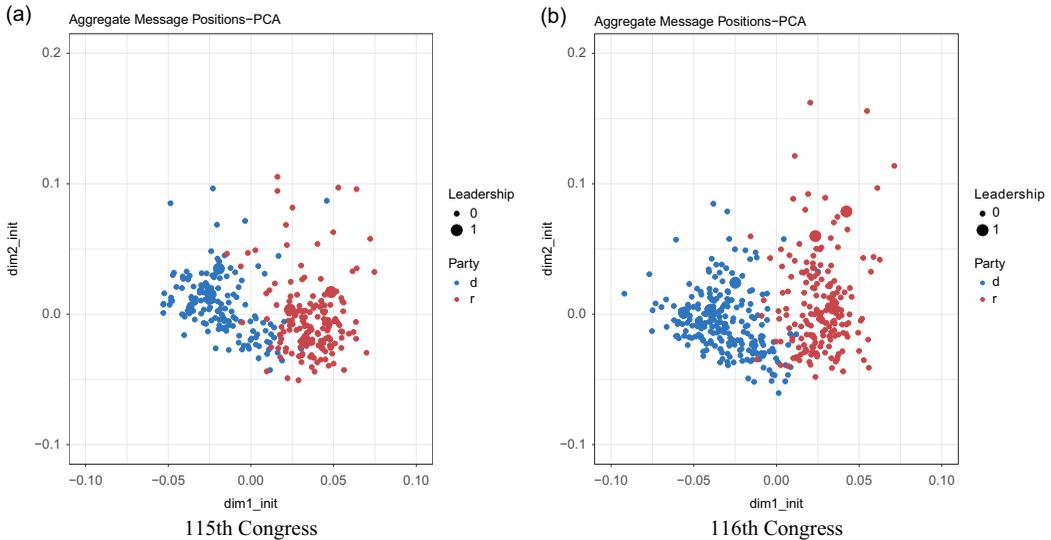 (a)
Aggregate Message Positions−PCA
0.2
0.1
0.0
−0.1
dim2_init
−0.10
−0.05
0.00
0.05
0.10
dim1_init
Leadership
0
1
Party
d
r
115th Congress
(b)
Aggregate Message Positions−PCA
0.2
0.1
0.0
−0.1
dim2_init
−0.10
−0.05
0.00
0.05
0.10
dim1_init
Leadership
0
1
Party
d
r
116th Congress